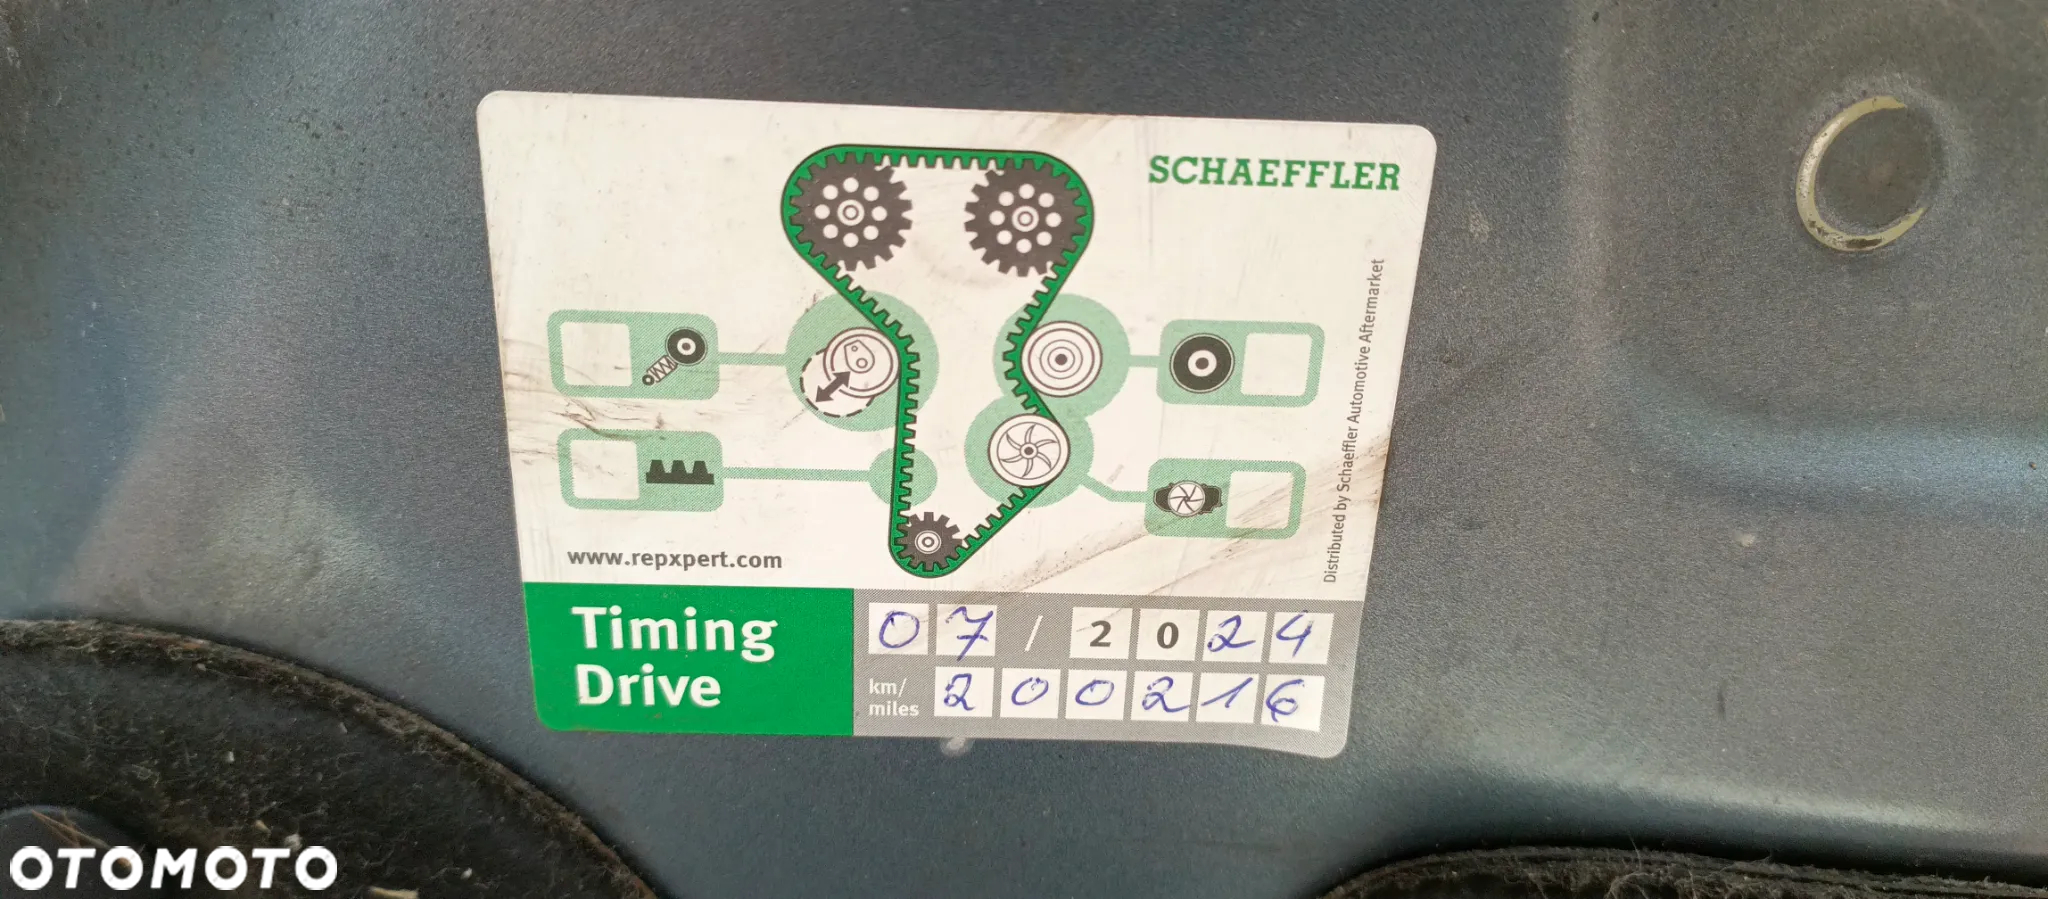 SCHAEFFLER
Distributed by Schaeffler Automotive Aftermarket
www.repxpert.com
Timing
Drive
07 / 2024
km/
miles
200216
OTOMOTO